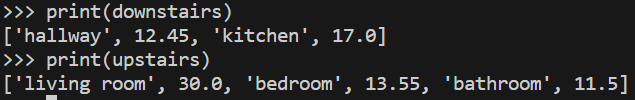 >>> print(downstairs)
['hallway', 12.45, 'kitchen', 17.0]
>>> print(upstairs)
['living room', 30.0, 'bedroom', 13.55, 'bathroom', 11.5]